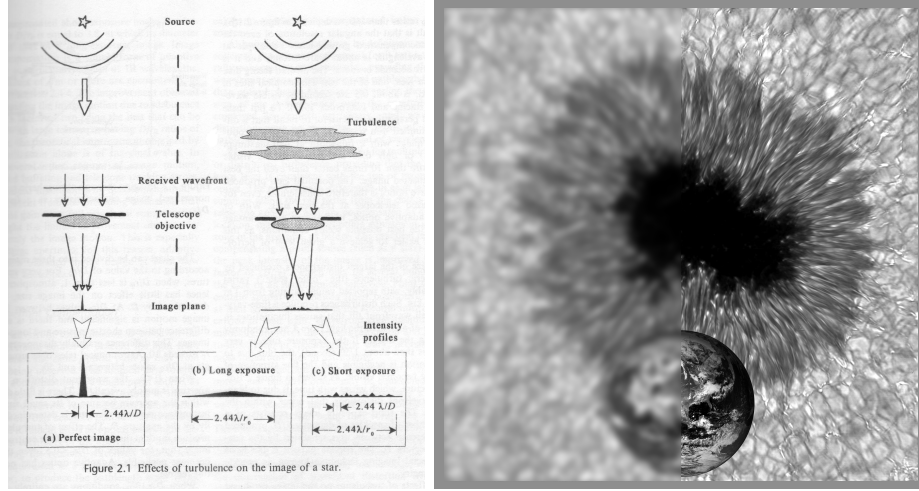 Source
Turbulence
Received wavefront
Telescope
objective
Image plane
Intensity
profiles
2.44λ/D
(a) Perfect image
(b) Long exposure
2.44λ/r₀
(c) Short exposure
2.44 λ/D
2.44λ/r₀
Figure 2.1 Effects of turbulence on the image of a star.